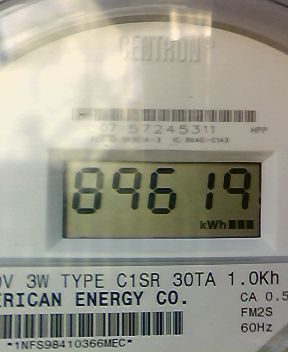 CENTRON®
07 57245311 HPP
89619
kWh
0V 3W TYPE C1SR 30TA 1.0Kh
ERICAN ENERGY CO. CA 0.5
FM2S
*1NFS98410366MEC* 60Hz